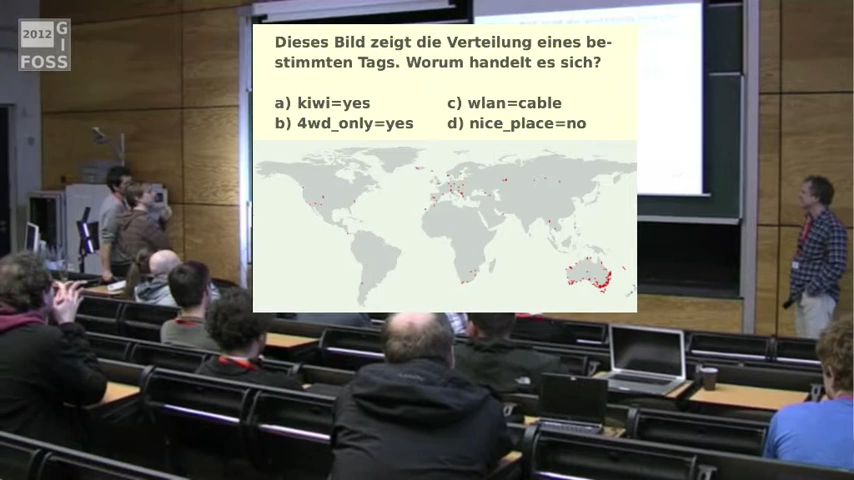 2012
G
I
FOSS
Dieses Bild zeigt die Verteilung eines be-
stimmten Tags. Worum handelt es sich?
a) kiwi=yes
c) wlan=cable
b) 4wd_only=yes
d) nice_place=no